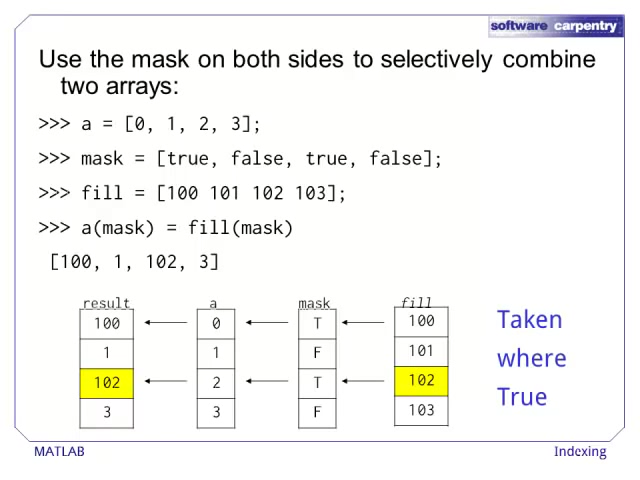 software carpentry
Use the mask on both sides to selectively combine
two arrays:
>>> a = [0, 1, 2, 3];
>>> mask = [true, false, true, false];
>>> fill = [100 101 102 103];
>>> a(mask) = fill(mask)
[100, 1, 102, 3]
result a mask fill
100 0 T 100
1 1 F 101
102 2 T 102
3 3 F 103
Taken
where
True
MATLAB Indexing